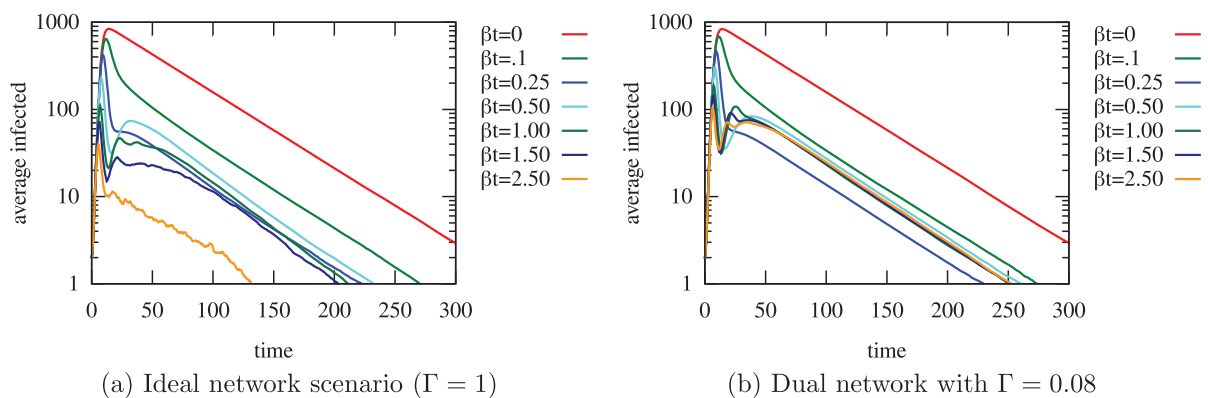 1000
100
10
1
average infected
0 50 100 150 200 250 300
time
βt=0
βt=.1
βt=0.25
βt=0.50
βt=1.00
βt=1.50
βt=2.50
(a) Ideal network scenario (Γ = 1)
1000
100
10
1
average infected
0 50 100 150 200 250 300
time
βt=0
βt=.1
βt=0.25
βt=0.50
βt=1.00
βt=1.50
βt=2.50
(b) Dual network with Γ = 0.08